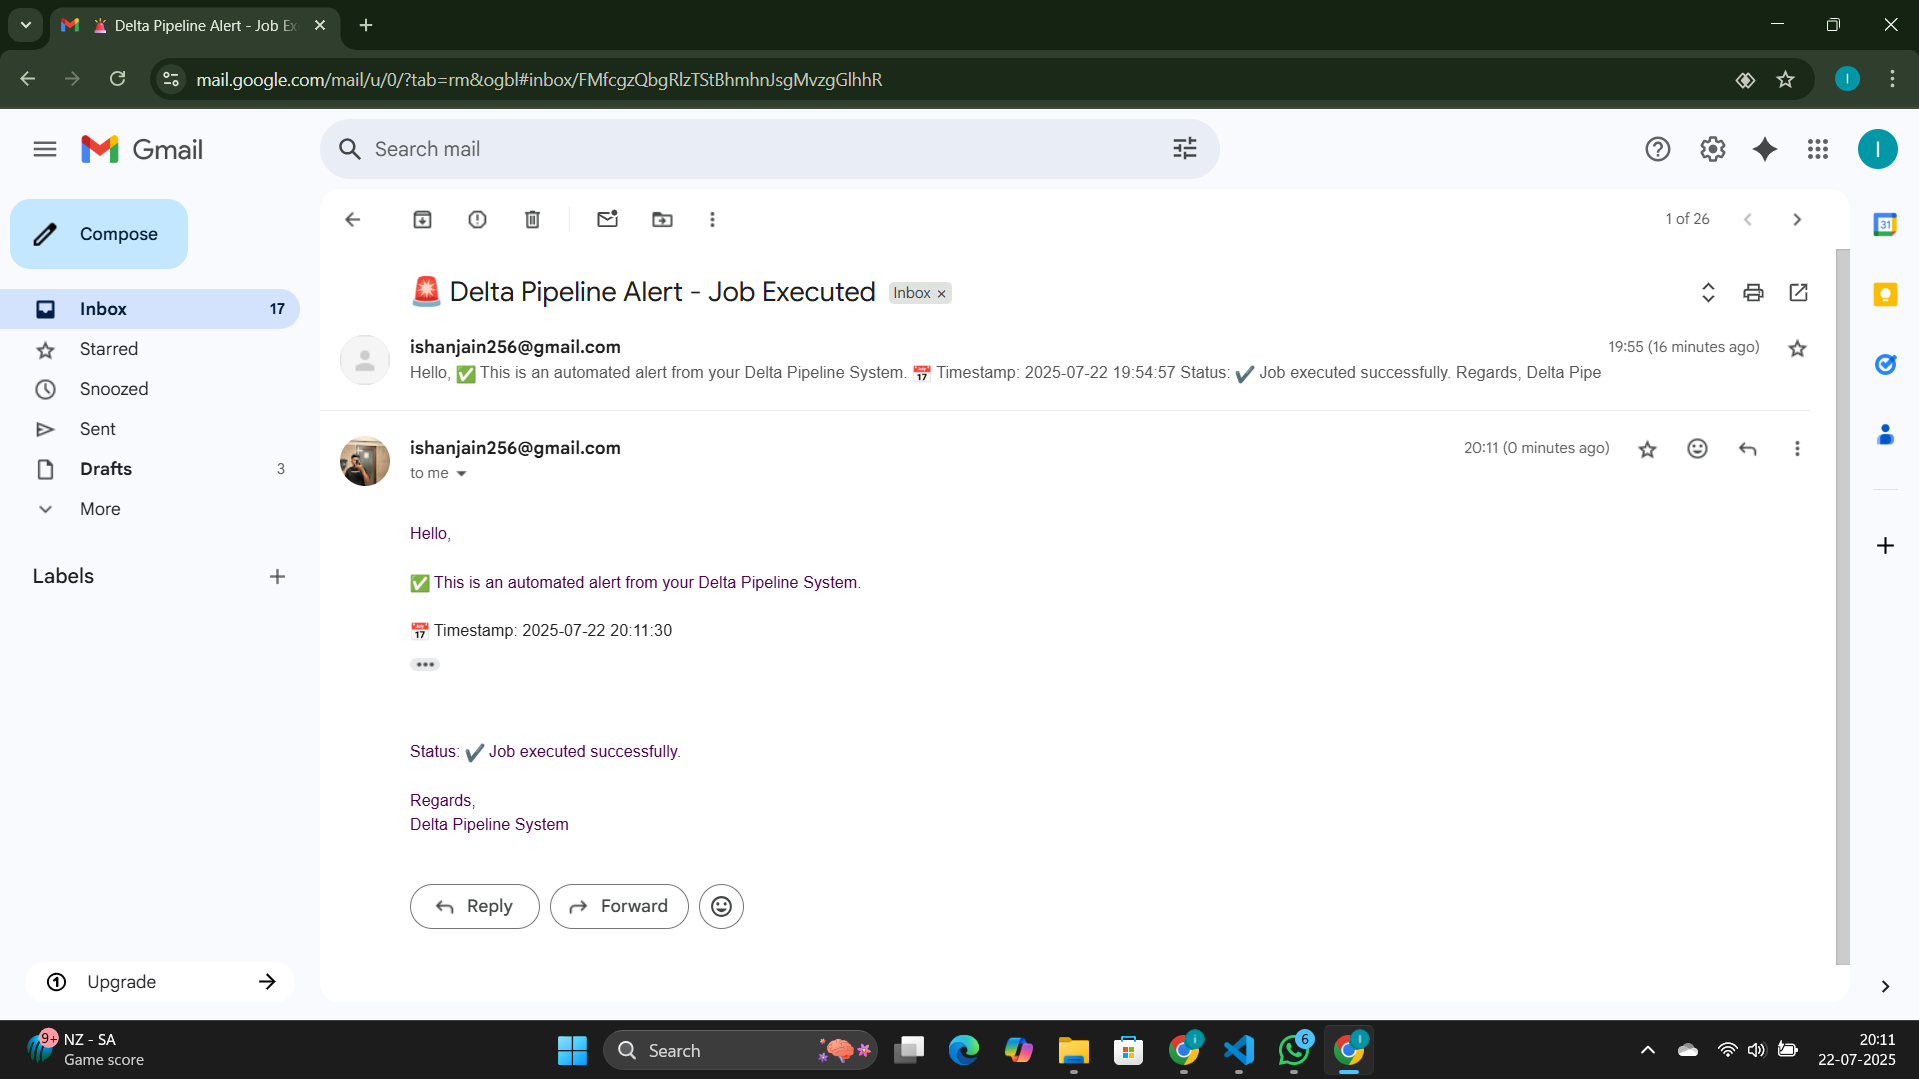 Delta Pipeline Alert - Job Ex
mail.google.com/mail/u/0/?tab=rm&ogbl#inbox/FMfcgzQbgRlzTStBhmhnJsgMvzgGlhhR
I
Gmail
Search mail
I
Compose
1 of 26
31
Inbox 17
🚨 Delta Pipeline Alert - Job Executed Inbox ×
Starred
ishanjain256@gmail.com 19:55 (16 minutes ago)
Hello, ✅ This is an automated alert from your Delta Pipeline System. 📅 Timestamp: 2025-07-22 19:54:57 Status: ✔️ Job executed successfully. Regards, Delta Pipe
Snoozed
Sent
Drafts 3
More
Labels
ishanjain256@gmail.com 20:11 (0 minutes ago)
to me
Hello,
✅ This is an automated alert from your Delta Pipeline System.
📅 Timestamp: 2025-07-22 20:11:30
Status: ✔️ Job executed successfully.
Regards,
Delta Pipeline System
Reply Forward
Upgrade
9+ NZ - SA
Game score
Search
6
20:11
22-07-2025